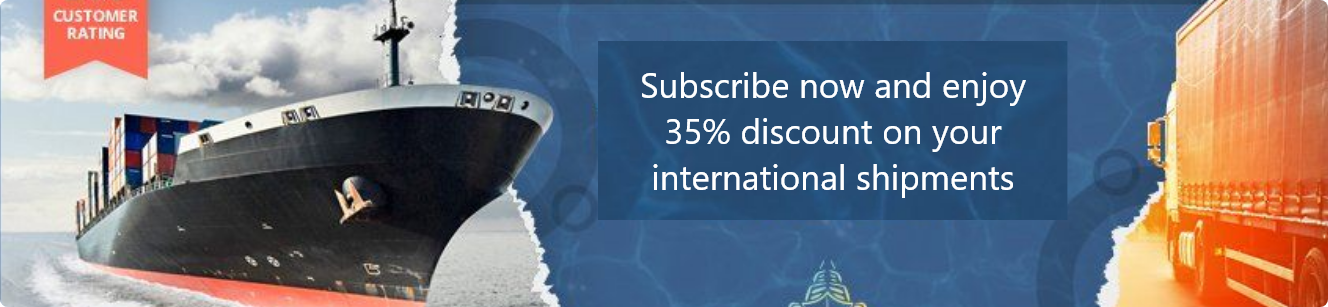 CUSTOMER
RATING
Subscribe now and enjoy
35% discount on your
international shipments